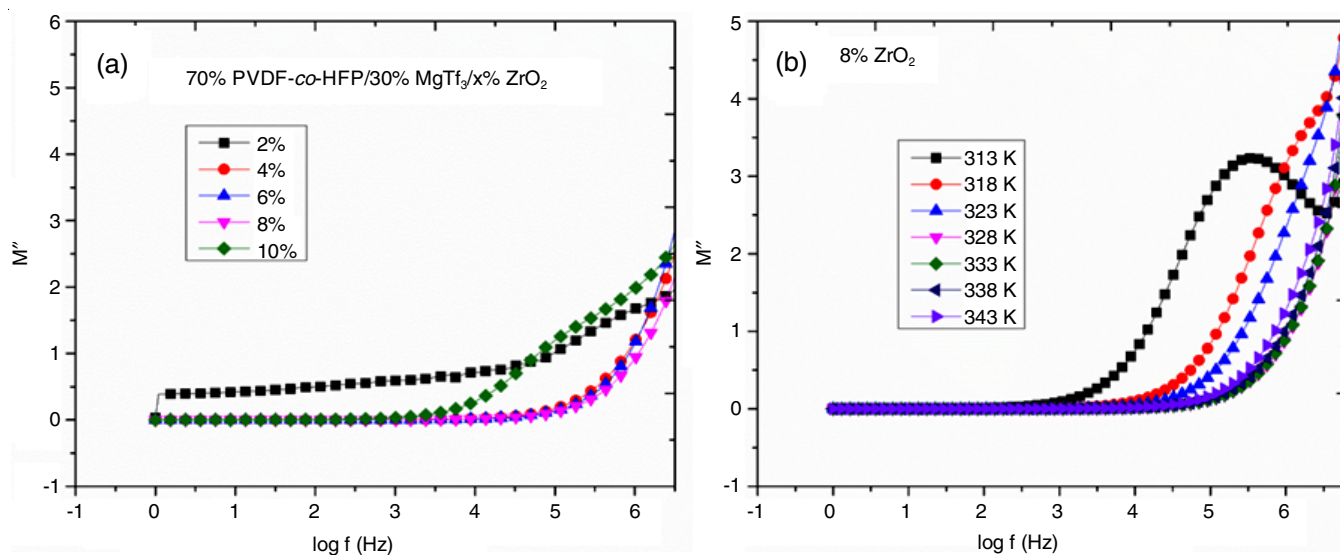 (a)
70% PVDF-co-HFP/30% MgTf₃/x% ZrO₂
2%
4%
6%
8%
10%
6
5
4
3
2
1
0
-1
M″
-1 0 1 2 3 4 5 6
log f (Hz)
(b)
8% ZrO₂
313 K
318 K
323 K
328 K
333 K
338 K
343 K
5
4
3
2
1
0
-1
M″
-1 0 1 2 3 4 5 6
log f (Hz)